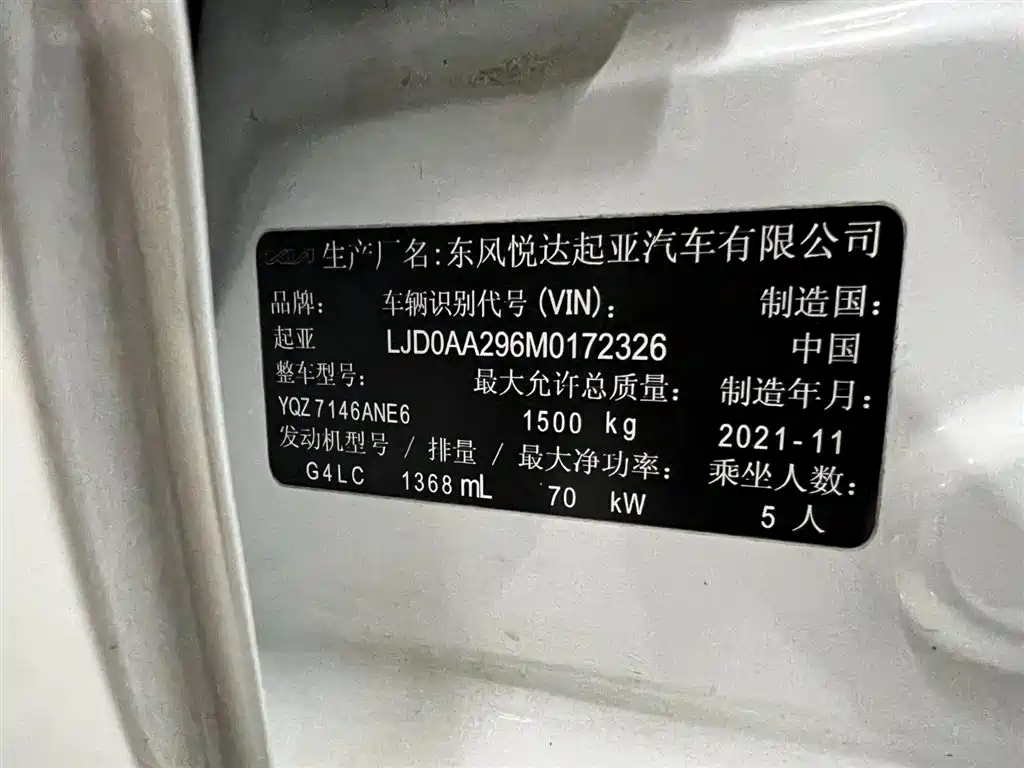 KIA 生产厂名:东风悦达起亚汽车有限公司
品牌: 车辆识别代号(VIN): 制造国:
起亚 LJD0AA296M0172326 中国
整车型号: 最大允许总质量: 制造年月:
YQZ7146ANE6 1500 kg 2021-11
发动机型号/排量/最大净功率: 乘坐人数:
G4LC 1368mL 70 kW 5人